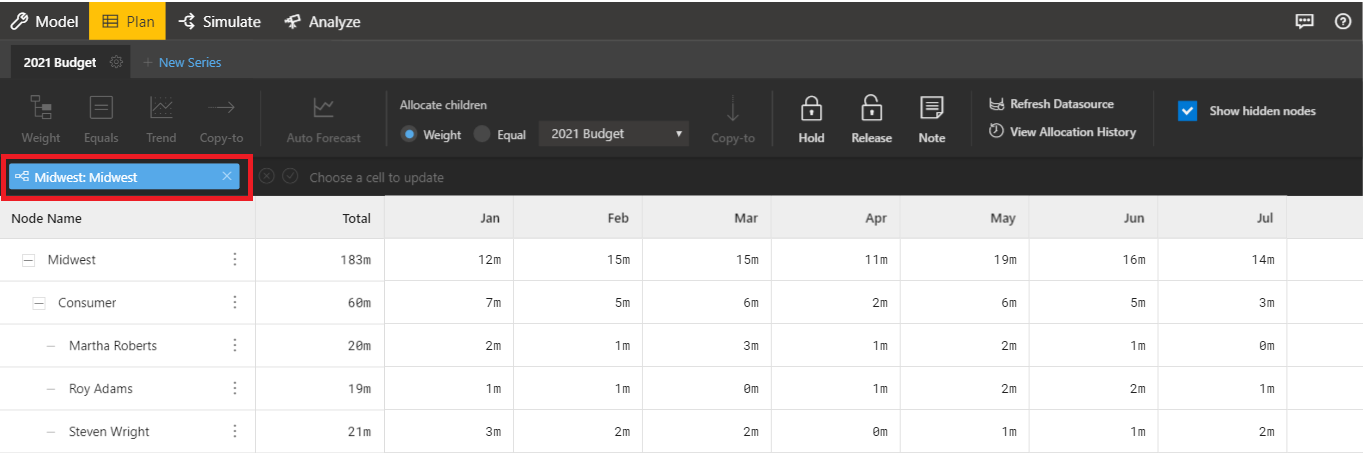 Model Plan Simulate Analyze
2021 Budget + New Series
Allocate children
Weight Equal 2021 Budget
Weight Equals Trend Copy-to Auto Forecast Copy-to Hold Release Note
Refresh Datasource
View Allocation History
Show hidden nodes
Midwest: Midwest Choose a cell to update
Node Name Total Jan Feb Mar Apr May Jun Jul
Midwest 183m 12m 15m 15m 11m 19m 16m 14m
Consumer 60m 7m 5m 6m 2m 6m 5m 3m
Martha Roberts 20m 2m 1m 3m 1m 2m 1m 0m
Roy Adams 19m 1m 1m 0m 1m 2m 2m 1m
Steven Wright 21m 3m 2m 2m 0m 1m 1m 2m